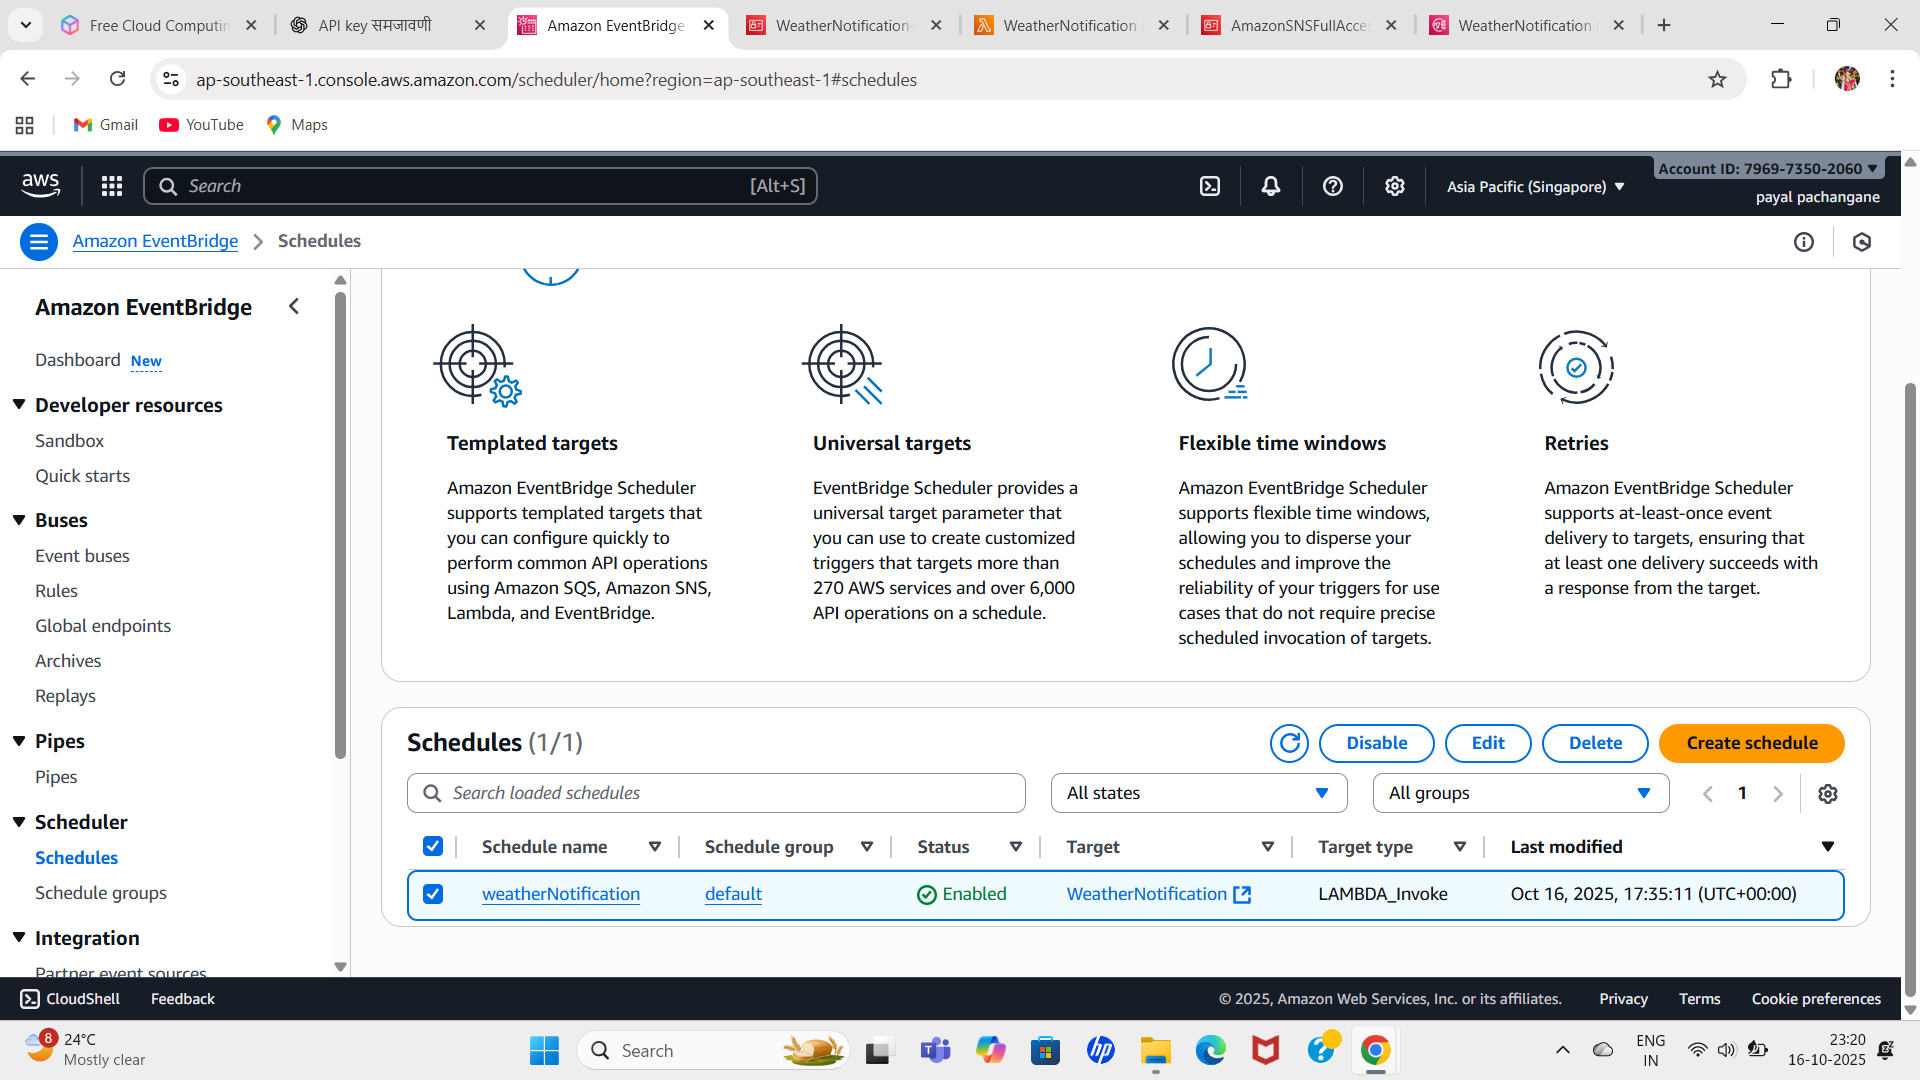 Free Cloud Computin
API key समजावणी
Amazon EventBridge
WeatherNotification-
WeatherNotification
AmazonSNSFullAcce
WeatherNotification
ap-southeast-1.console.aws.amazon.com/scheduler/home?region=ap-southeast-1#schedules
Gmail
YouTube
Maps
aws
Search
[Alt+S]
Asia Pacific (Singapore)
Account ID: 7969-7350-2060
payal pachangane
Amazon EventBridge
Schedules
Amazon EventBridge
Dashboard New
Developer resources
Sandbox
Quick starts
Buses
Event buses
Rules
Global endpoints
Archives
Replays
Pipes
Pipes
Scheduler
Schedules
Schedule groups
Integration
Partner event sources
Templated targets
Amazon EventBridge Scheduler
supports templated targets that
you can configure quickly to
perform common API operations
using Amazon SQS, Amazon SNS,
Lambda, and EventBridge.
Universal targets
EventBridge Scheduler provides a
universal target parameter that
you can use to create customized
triggers that targets more than
270 AWS services and over 6,000
API operations on a schedule.
Flexible time windows
Amazon EventBridge Scheduler
supports flexible time windows,
allowing you to disperse your
schedules and improve the
reliability of your triggers for use
cases that do not require precise
scheduled invocation of targets.
Retries
Amazon EventBridge Scheduler
supports at-least-once event
delivery to targets, ensuring that
at least one delivery succeeds with
a response from the target.
Schedules (1/1)
Disable
Edit
Delete
Create schedule
Search loaded schedules
All states
All groups
1
Schedule name
Schedule group
Status
Target
Target type
Last modified
weatherNotification
default
Enabled
WeatherNotification
LAMBDA_Invoke
Oct 16, 2025, 17:35:11 (UTC+00:00)
CloudShell
Feedback
© 2025, Amazon Web Services, Inc. or its affiliates.
Privacy
Terms
Cookie preferences
8
24°C
Mostly clear
Search
hp
ENG
IN
23:20
16-10-2025